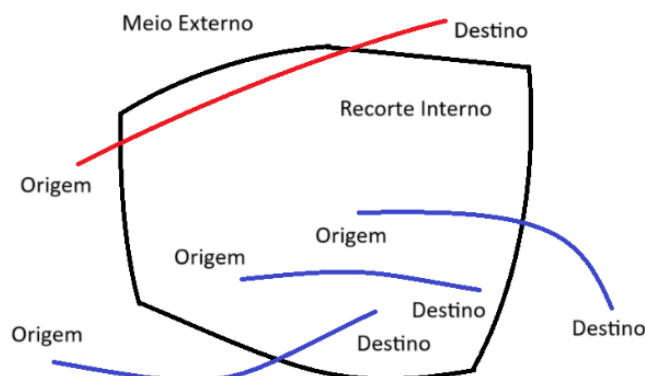 Meio Externo
Destino
Recorte Interno
Origem
Origem
Origem
Destino
Origem
Destino
Destino